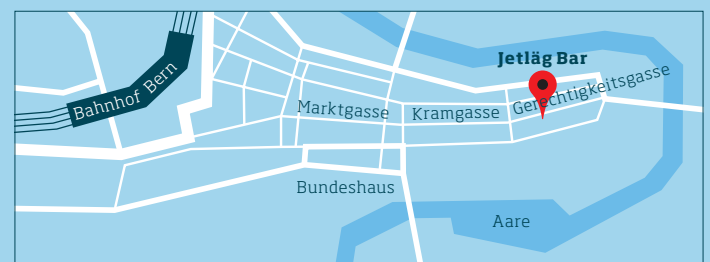 Jetläg Bar
Bahnhof Bern
Marktgasse
Kramgasse
Gerechtigkeitsgasse
Bundeshaus
Aare